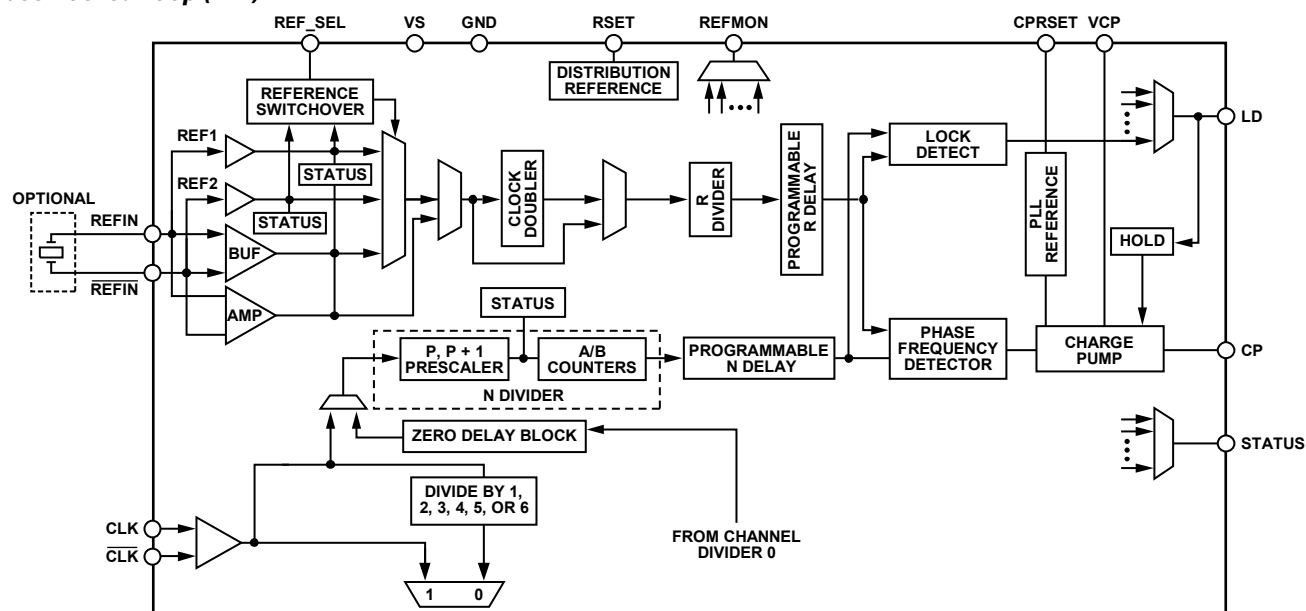 REF_SEL
VS
GND
RSET
REFMON
CPRSET
VCP
REFERENCE
SWITCHOVER
DISTRIBUTION
REFERENCE
REF1
STATUS
REF2
STATUS
BUF
AMP
OPTIONAL
REFIN
REFIN
CLOCK
DOUBLER
R
DIVIDER
PROGRAMMABLE
R DELAY
LOCK
DETECT
PLL
REFERENCE
LD
HOLD
STATUS
P, P + 1
PRESCALER
A/B
COUNTERS
N DIVIDER
PROGRAMMABLE
N DELAY
PHASE
FREQUENCY
DETECTOR
CHARGE
PUMP
CP
ZERO DELAY BLOCK
STATUS
DIVIDE BY 1,
2, 3, 4, 5, OR 6
CLK
CLK
FROM CHANNEL
DIVIDER 0
1 0